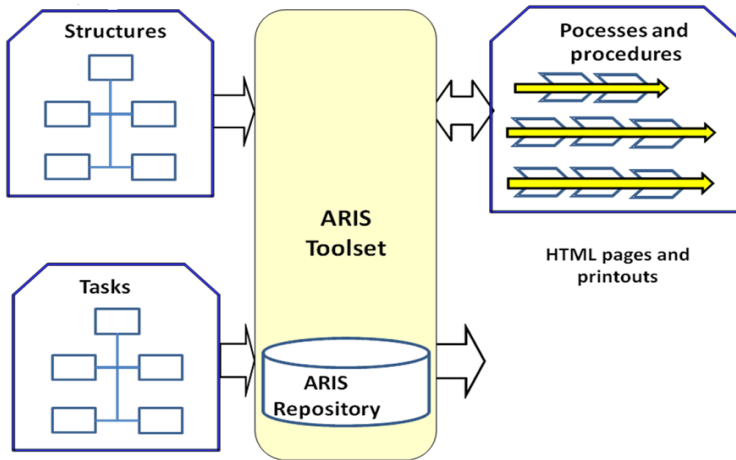 Structures
Pocesses and
procedures
ARIS
Toolset
HTML pages and
printouts
Tasks
ARIS
Repository